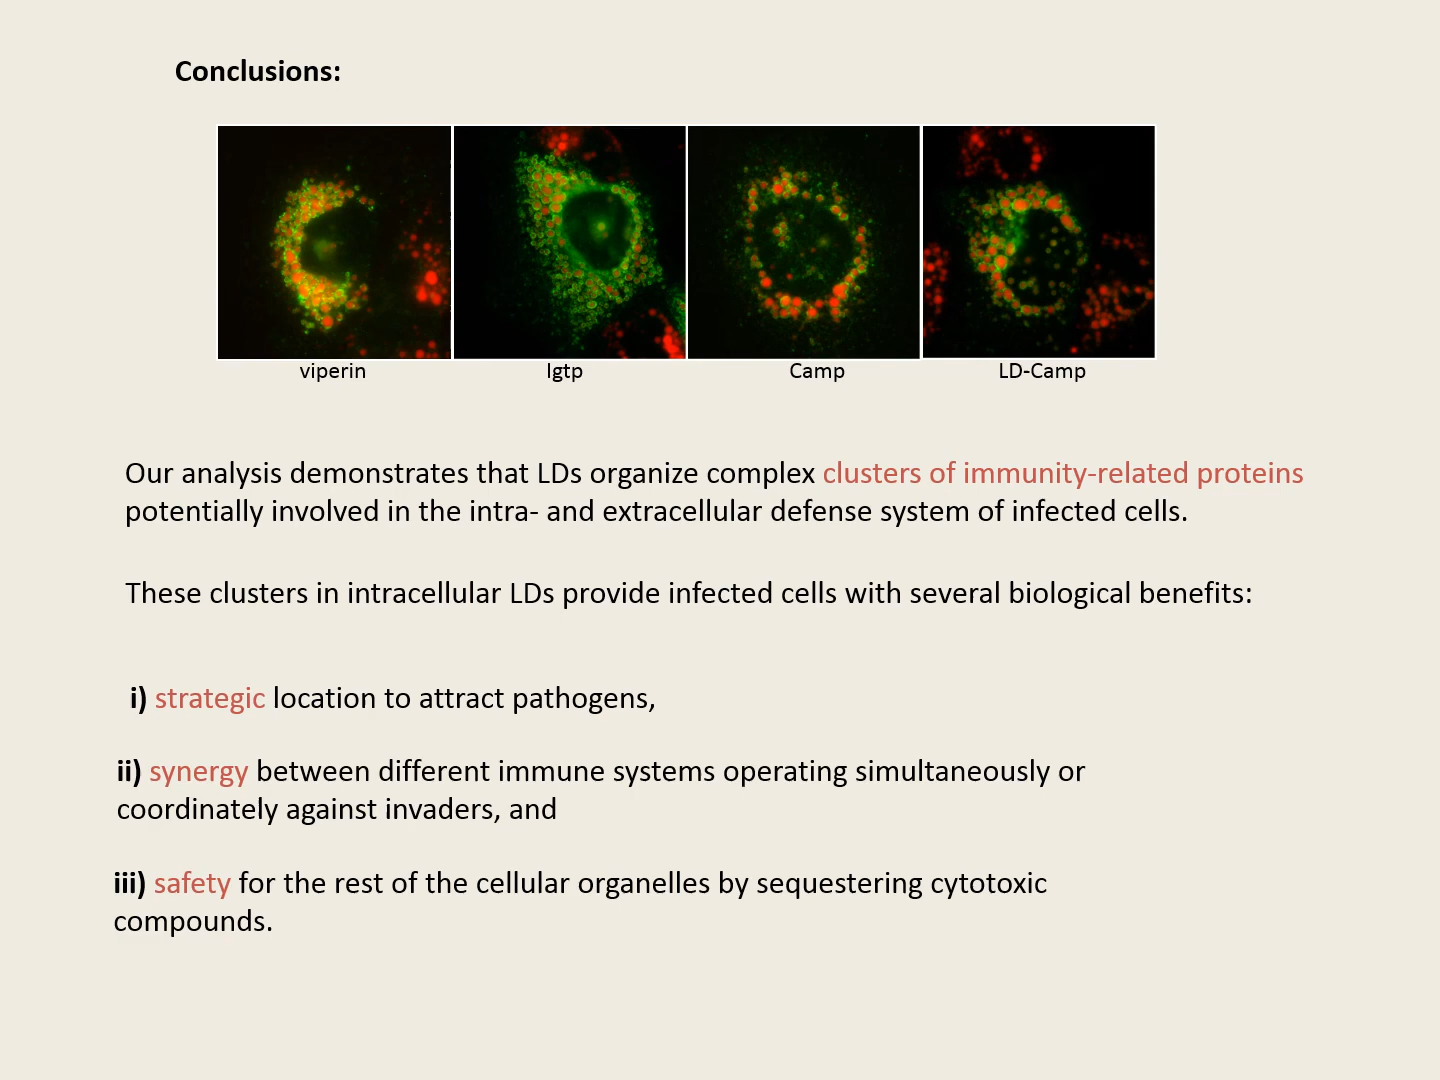 Conclusions:
viperin
Igtp
Camp
LD-Camp
Our analysis demonstrates that LDs organize complex clusters of immunity-related proteins
potentially involved in the intra- and extracellular defense system of infected cells.
These clusters in intracellular LDs provide infected cells with several biological benefits:
i) strategic location to attract pathogens,
ii) synergy between different immune systems operating simultaneously or
coordinately against invaders, and
iii) safety for the rest of the cellular organelles by sequestering cytotoxic
compounds.